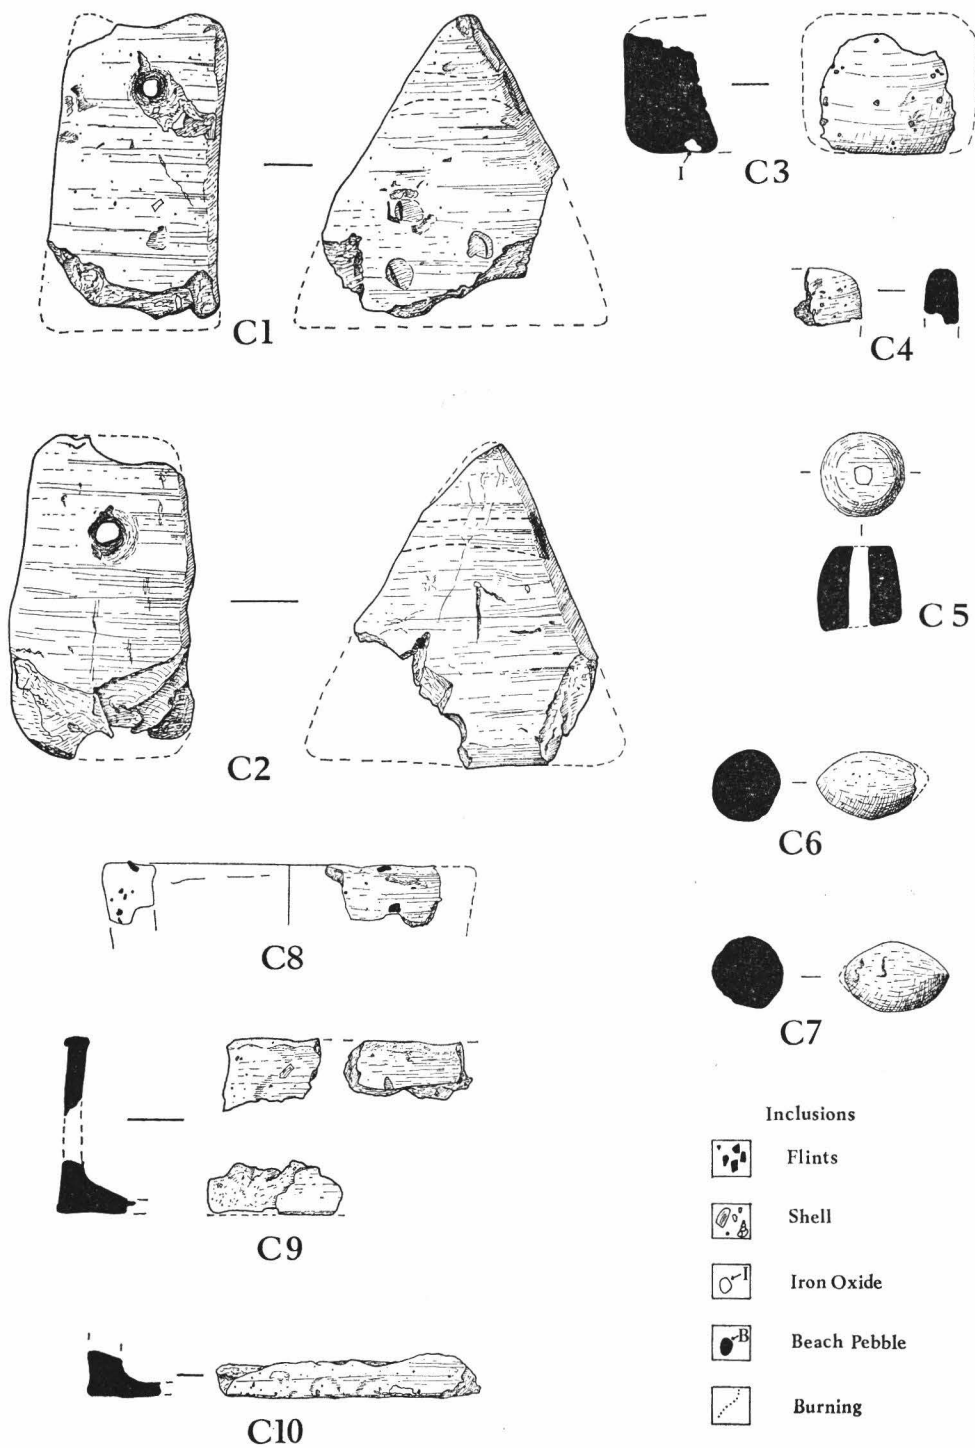 C1
I
C3
C4
C2
C5
C6
C8
C7
C9
C10
Inclusions
Flints
Shell
I
Iron Oxide
B
Beach Pebble
Burning